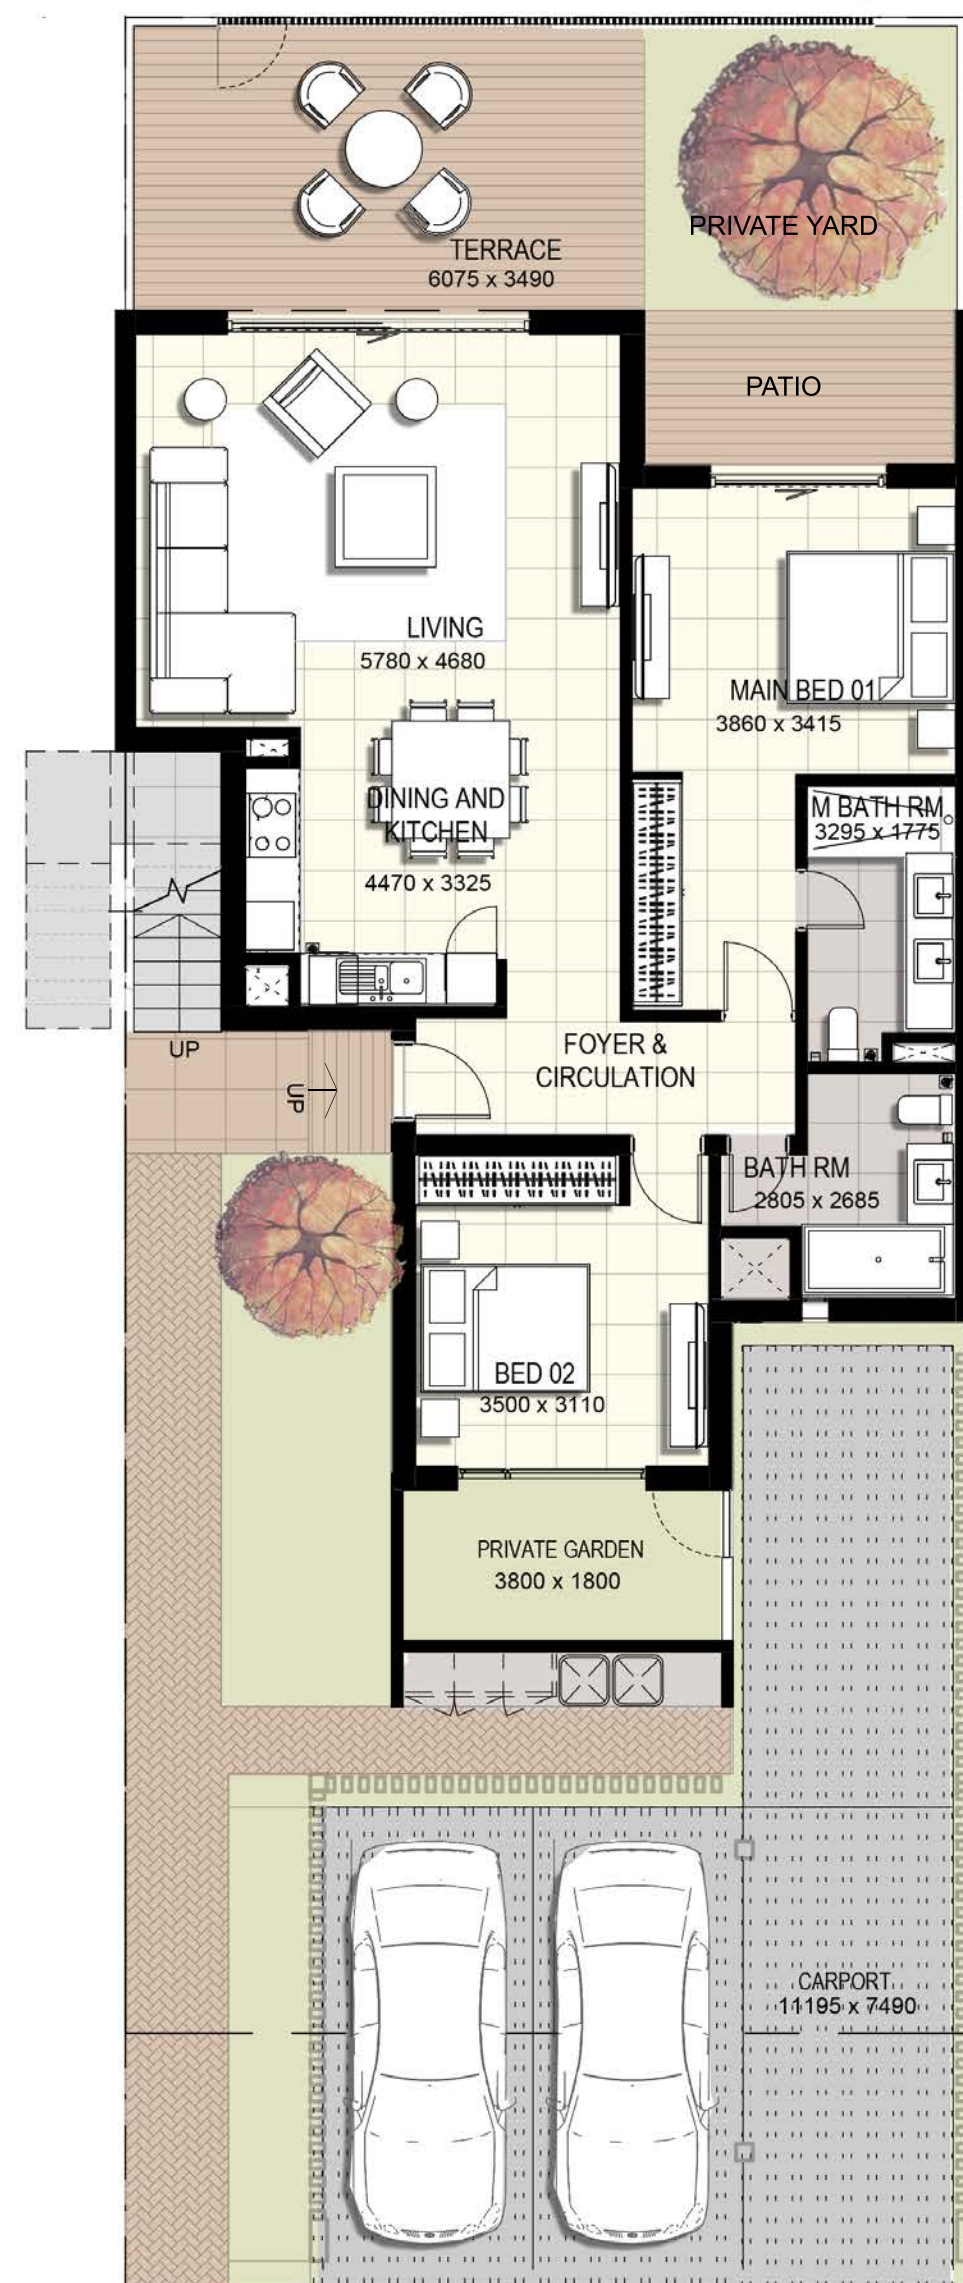 PRIVATE YARD
TERRACE
6075 x 3490
PATIO
LIVING
5780 x 4680
MAIN BED 01
3860 x 3415
DINING AND
KITCHEN
4470 x 3325
M BATH RM
3295 x 1775
UP
UP
FOYER &
CIRCULATION
BATH RM
2805 x 2685
BED 02
3500 x 3110
PRIVATE GARDEN
3800 x 1800
CARPORT
11195 x 7490